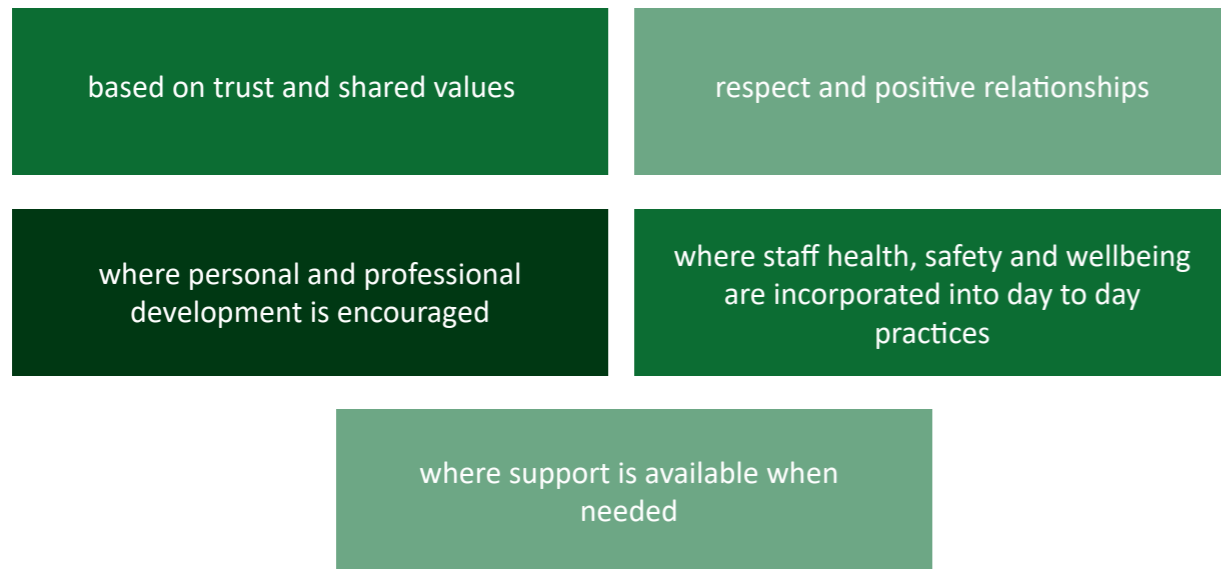 based on trust and shared values
respect and positive relationships
where personal and professional
development is encouraged
where staff health, safety and wellbeing
are incorporated into day to day
practices
where support is available when
needed